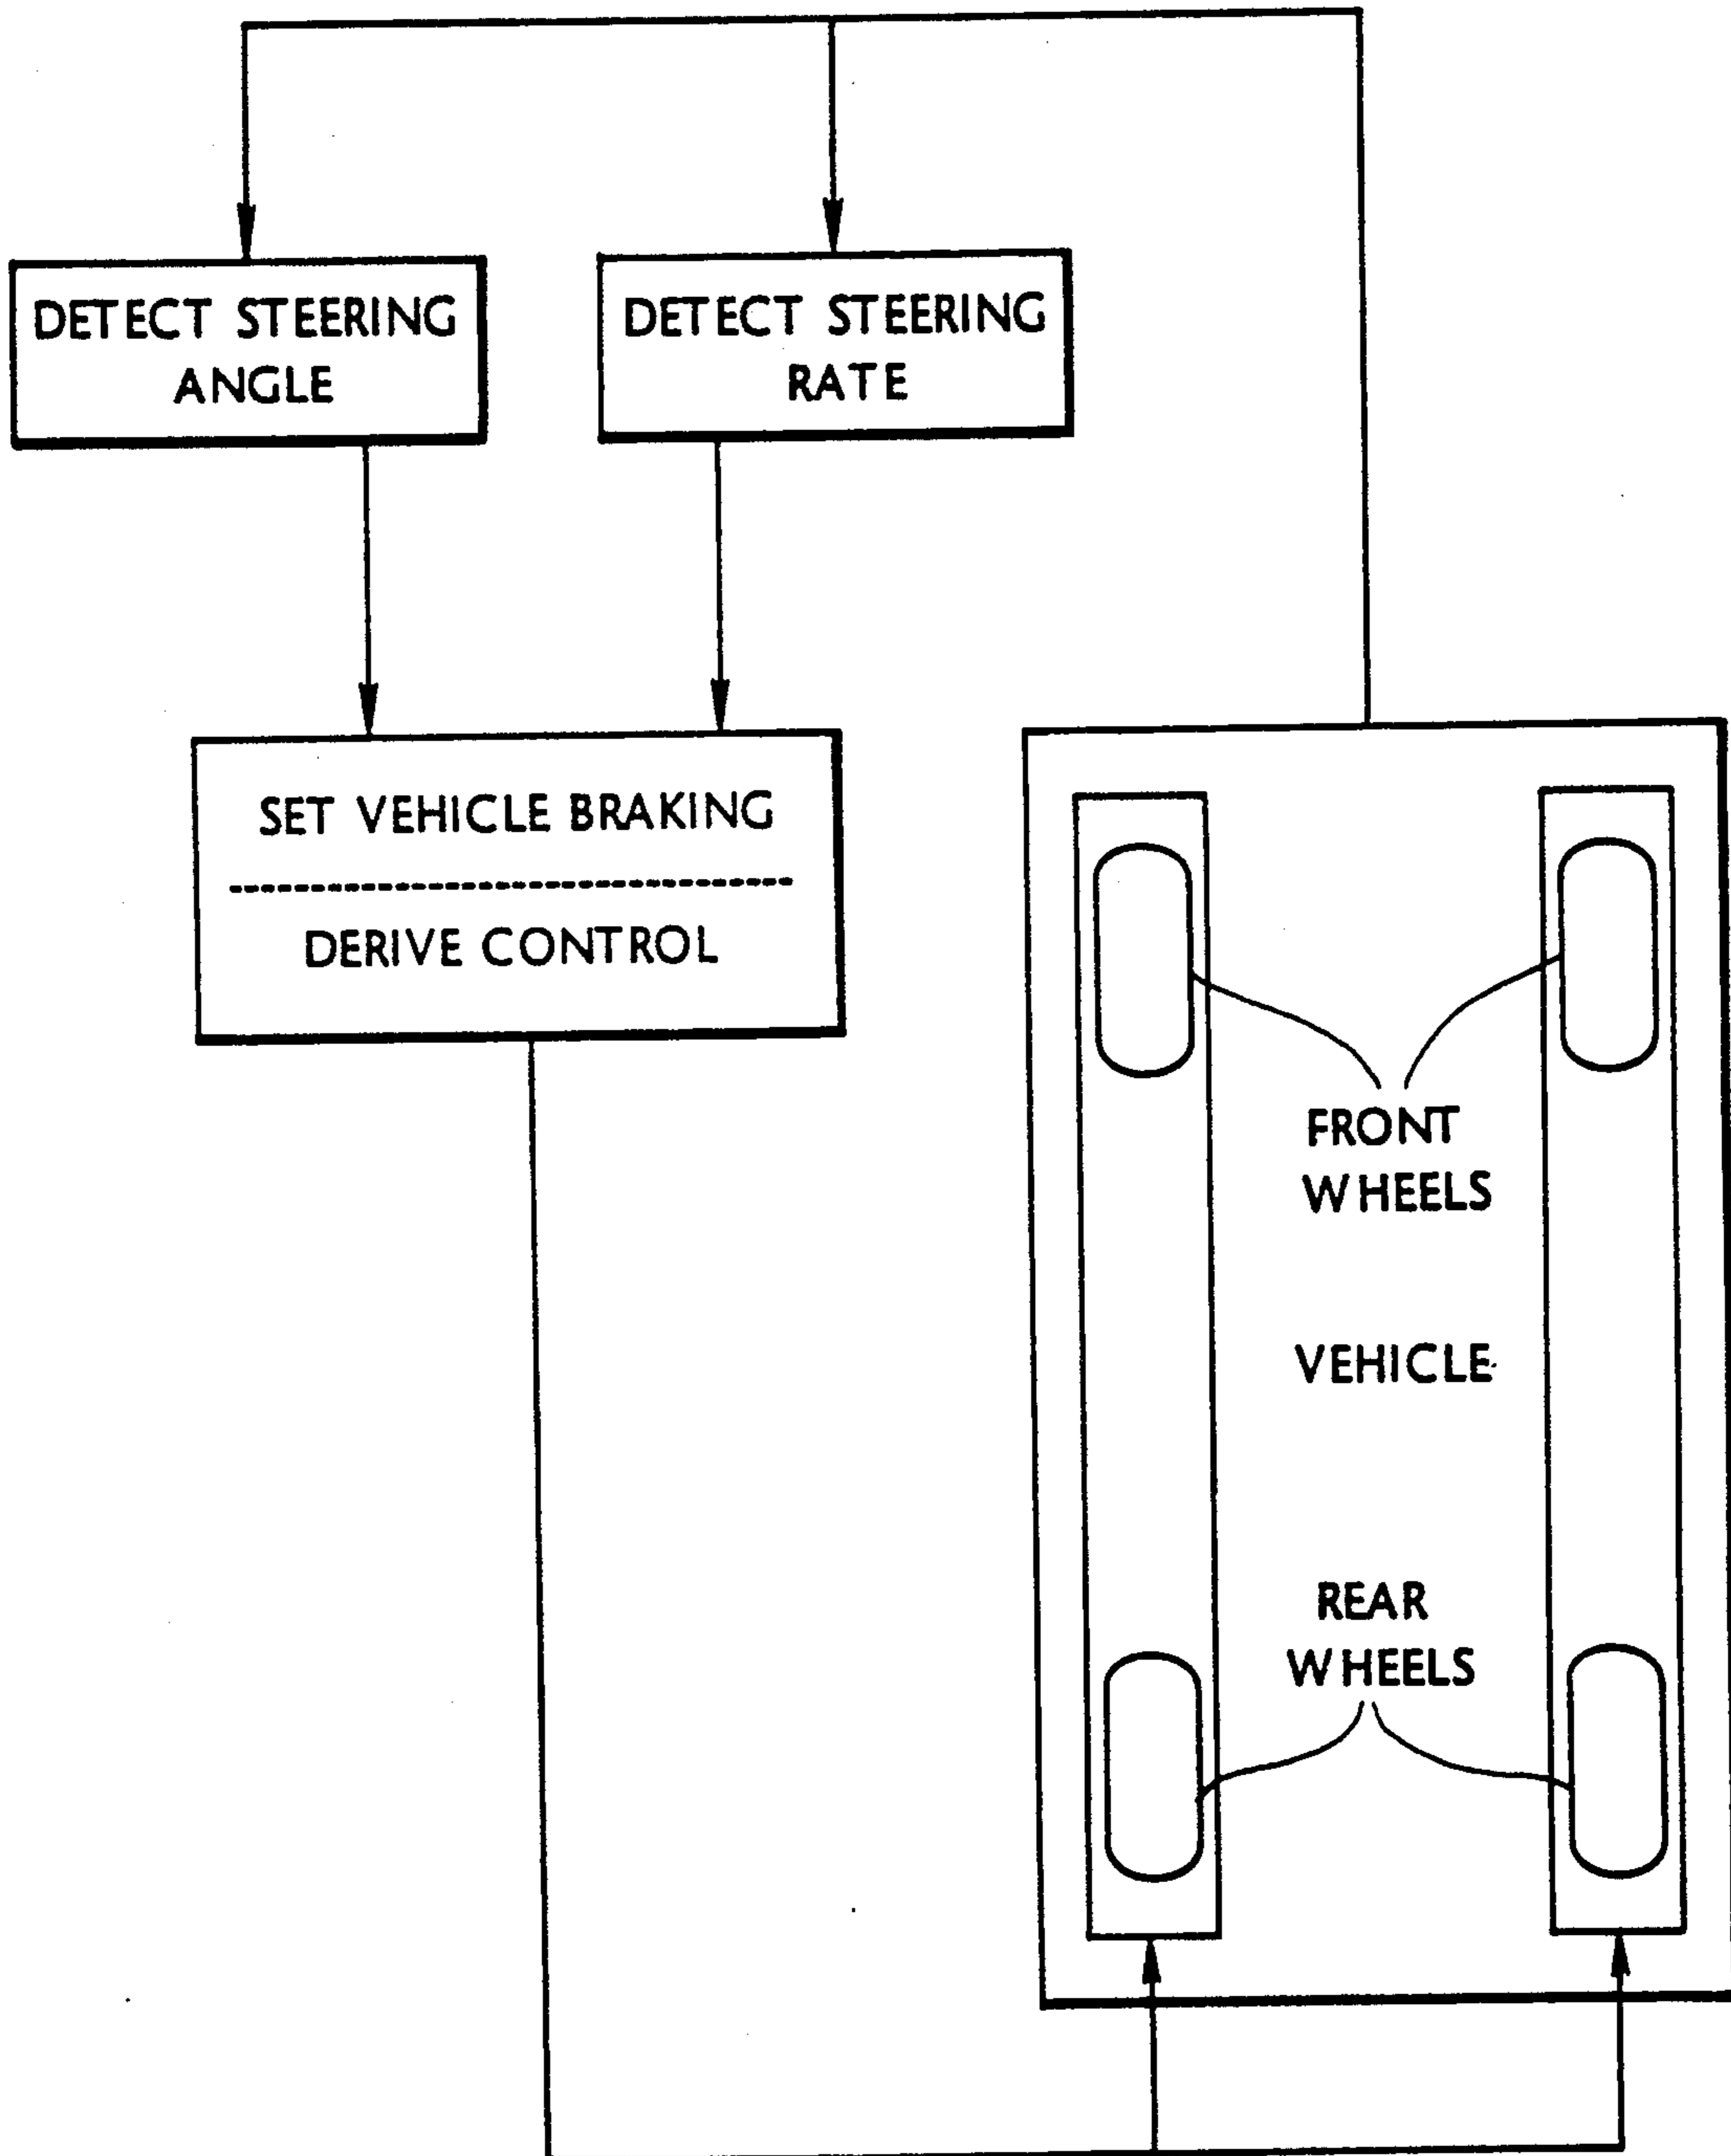 DETECT STEERING
ANGLE
DETECT STEERING
RATE
SET VEHICLE BRAKING
DERIVE CONTROL
FRONT
WHEELS
VEHICLE
REAR
WHEELS